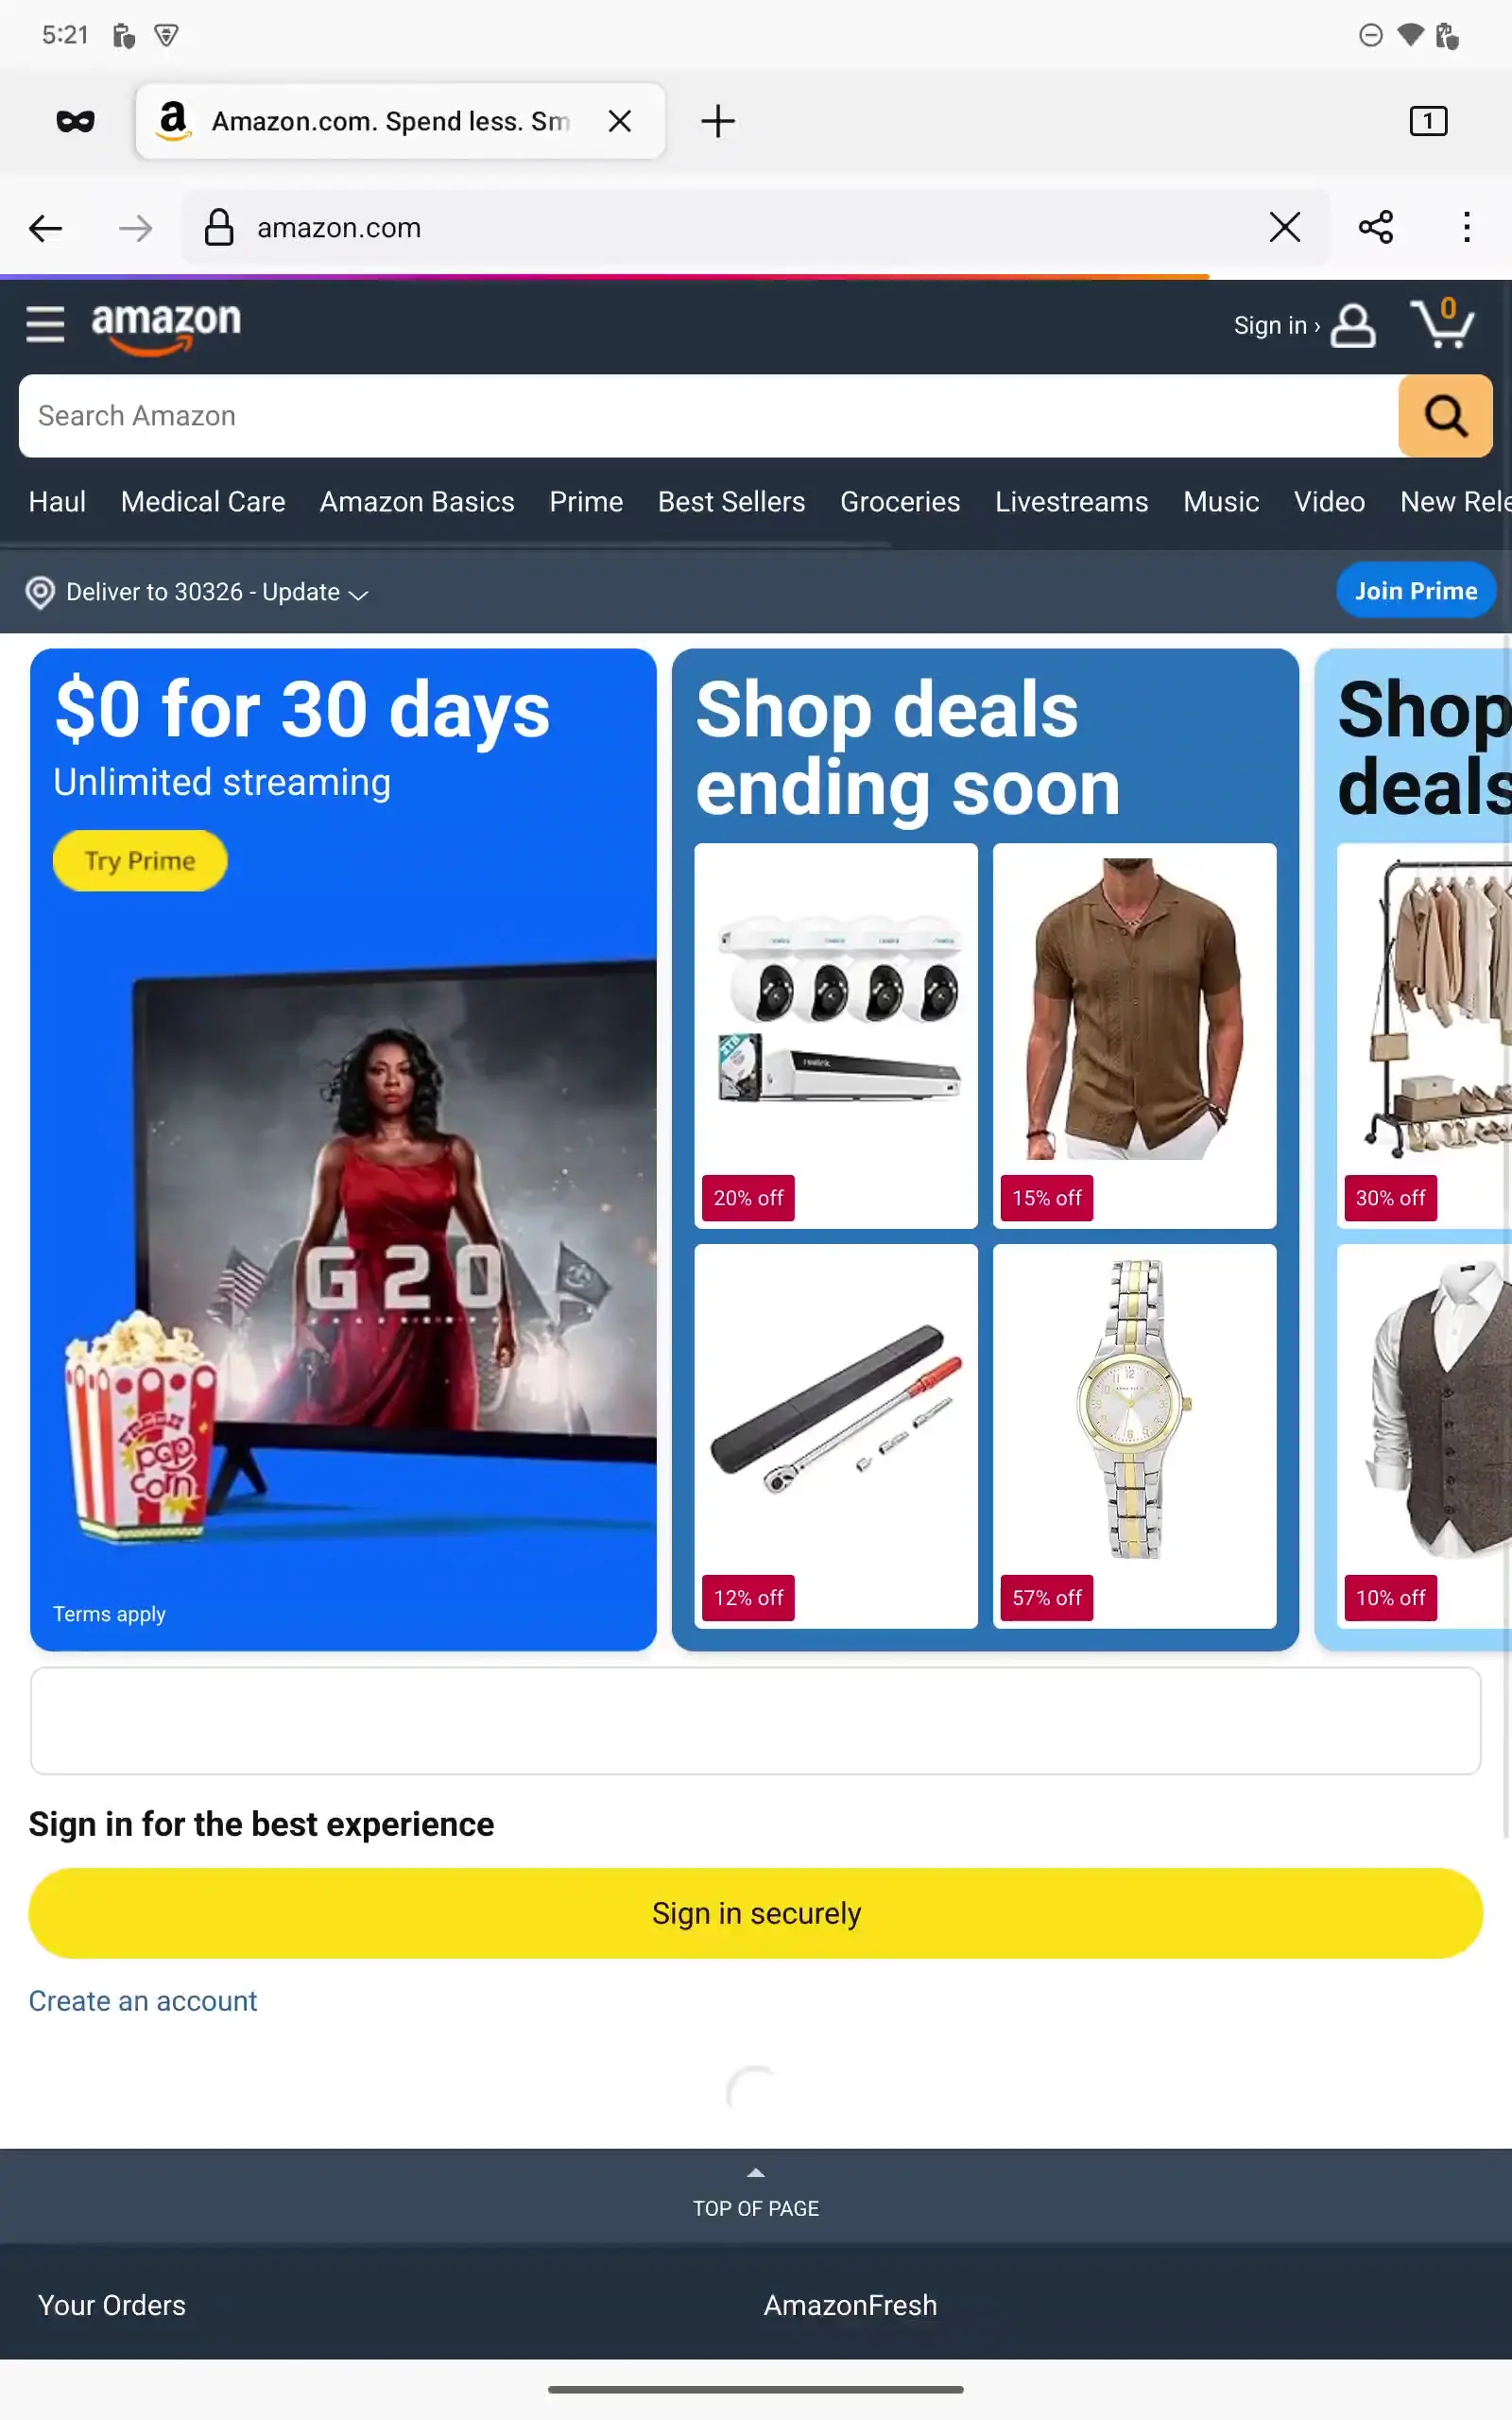 5:21
Amazon.com. Spend less. Sm
1
amazon.com
amazon
Sign in ›
0
Search Amazon
Haul Medical Care Amazon Basics Prime Best Sellers Groceries Livestreams Music Video New Rele
Deliver to 30326 - Update
Join Prime
$0 for 30 days
Unlimited streaming
Try Prime
G20
pop
corn
Terms apply
Shop deals
ending soon
20% off
15% off
12% off
57% off
Shop
deals
30% off
10% off
Sign in for the best experience
Sign in securely
Create an account
TOP OF PAGE
Your Orders
AmazonFresh